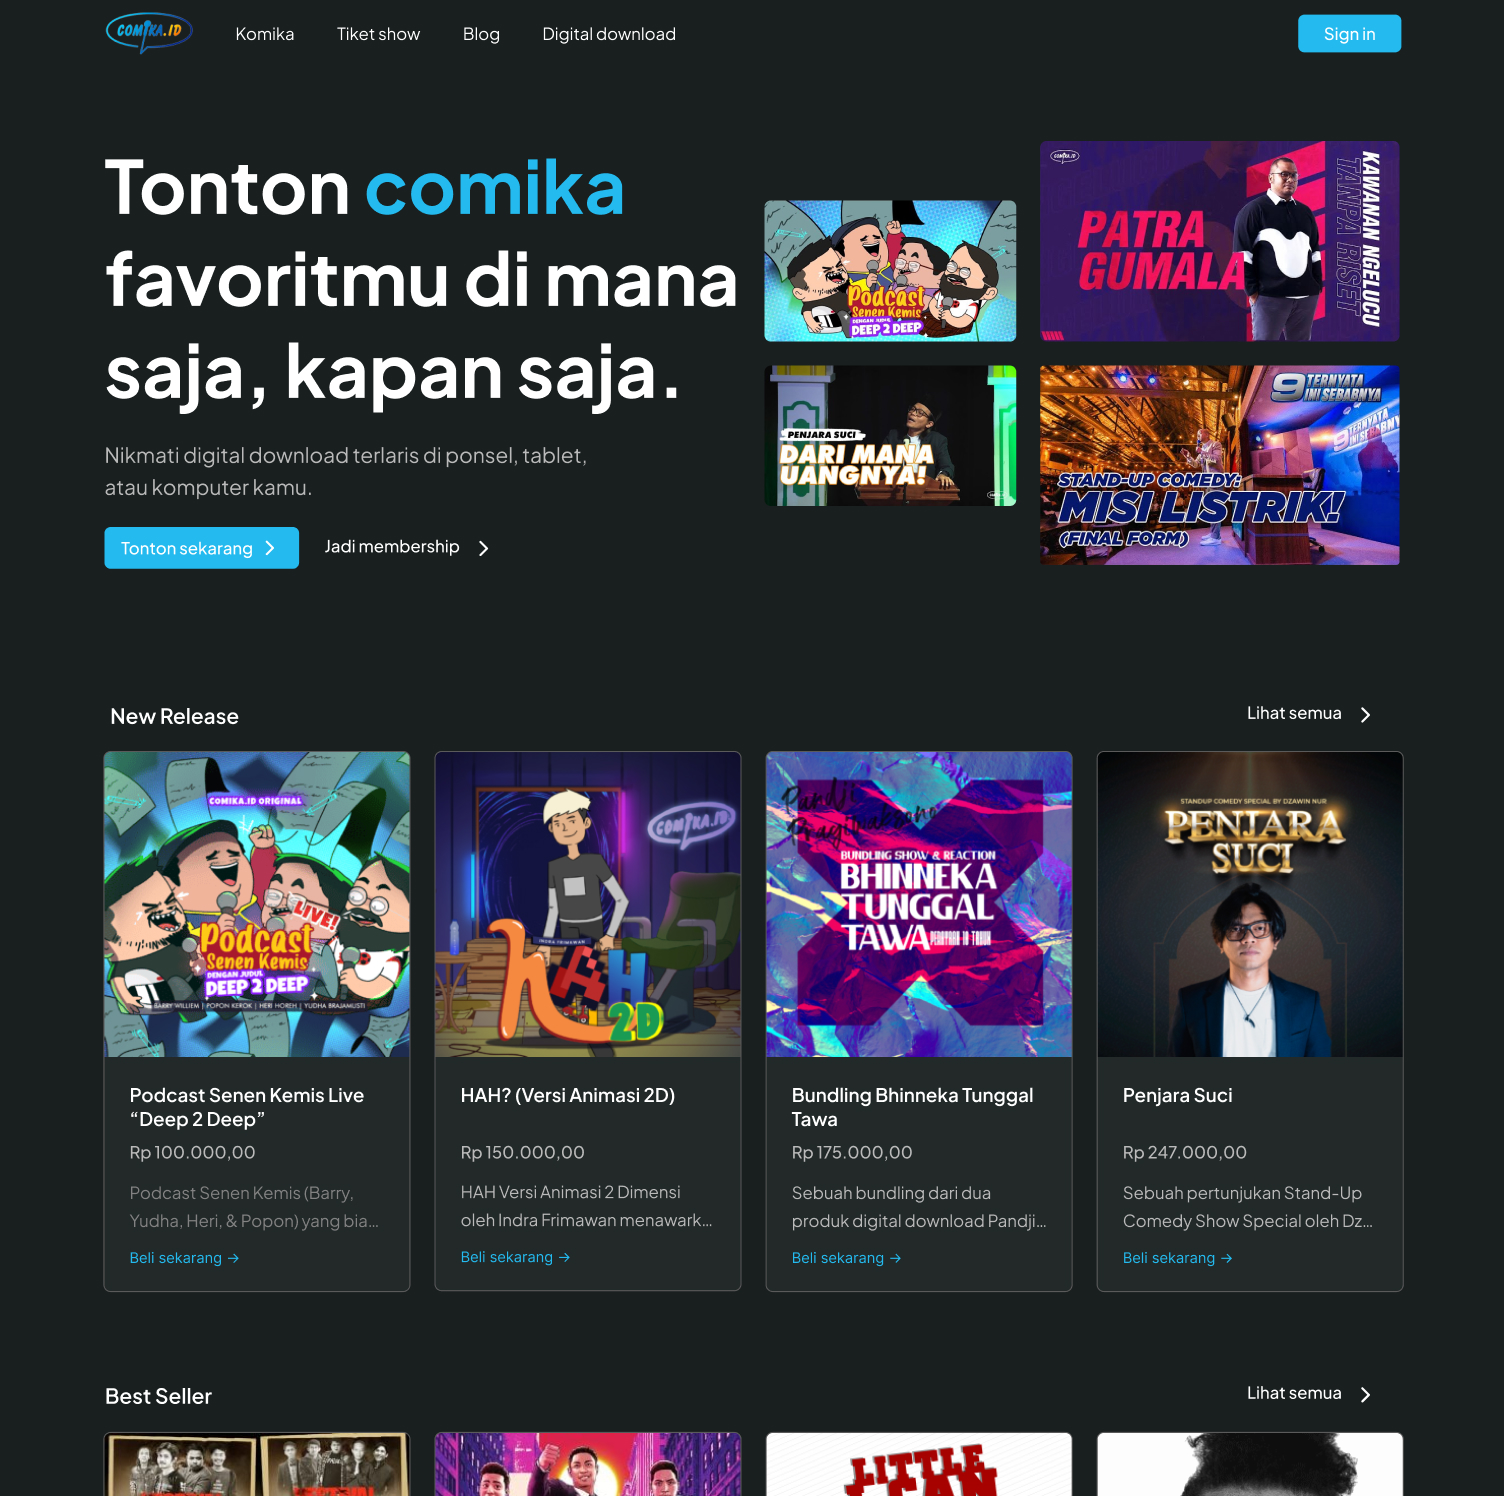 COMIKA.ID
Komika
Tiket show
Blog
Digital download
Sign in
Tonton comika
favoritmu di mana
saja, kapan saja.
Nikmati digital download terlaris di ponsel, tablet,
atau komputer kamu.
Tonton sekarang
Jadi membership
Podcast
Senen Kemis
DENGAN JUDUL
DEEP 2 DEEP
COMIKA.ID
PATRA
GUMALA
KAWANAN NGELUCU
TANPA RISET
PENJARA SUCI
DARI MANA
UANGNYA!
9 TERNYATA
INI SEBABNYA
9 TERNYATA
STAND-UP COMEDY:
MISI LISTRIK!
(FINAL FORM)
New Release
Lihat semua
COMIKA.ID ORIGINAL
LIVE!
Podcast
Senen Kemis
DENGAN JUDUL
DEEP 2 DEEP
BARRY WILLIEM | POPON KEROK | HERI HOREH | YUDHA BRAJAMUSTI
Podcast Senen Kemis Live
“Deep 2 Deep”
Rp 100.000,00
Podcast Senen Kemis (Barry,
Yudha, Heri, & Popon) yang bia...
Beli sekarang →
COMIKA.ID
INDRA FRIMAWAN
HAH
2D
HAH? (Versi Animasi 2D)
Rp 150.000,00
HAH Versi Animasi 2 Dimensi
oleh Indra Frimawan menawark...
Beli sekarang →
Pandji
Pragiwaksono
BUNDLING SHOW & REACTION
BHINNEKA
TUNGGAL
TAWA
Bundling Bhinneka Tunggal
Tawa
Rp 175.000,00
Sebuah bundling dari dua
produk digital download Pandji...
Beli sekarang →
STANDUP COMEDY SPECIAL BY DZAWIN NUR
PENJARA
SUCI
Penjara Suci
Rp 247.000,00
Sebuah pertunjukan Stand-Up
Comedy Show Special oleh Dz...
Beli sekarang →
Best Seller
Lihat semua
LITTLE